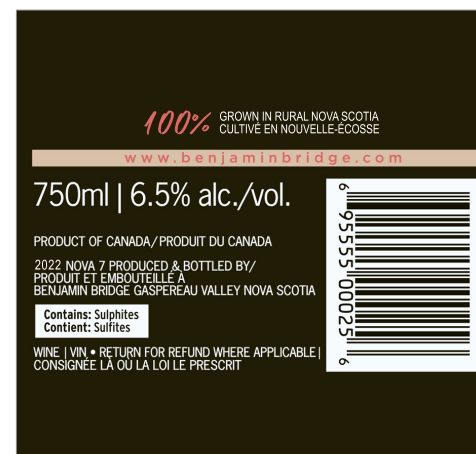 100% GROWN IN RURAL NOVA SCOTIA
CULTIVÉ EN NOUVELLE-ÉCOSSE
www.benjaminbridge.com
750ml | 6.5% alc./vol.
PRODUCT OF CANADA/PRODUIT DU CANADA
2022 NOVA 7 PRODUCED & BOTTLED BY/
PRODUIT ET EMBOUTEILLÉ À
BENJAMIN BRIDGE GASPEREAU VALLEY NOVA SCOTIA
Contains: Sulphites
Contient: Sulfites
WINE | VIN • RETURN FOR REFUND WHERE APPLICABLE |
CONSIGNÉE LÀ OÙ LA LOI LE PRESCRIT
6 95555 00025 6